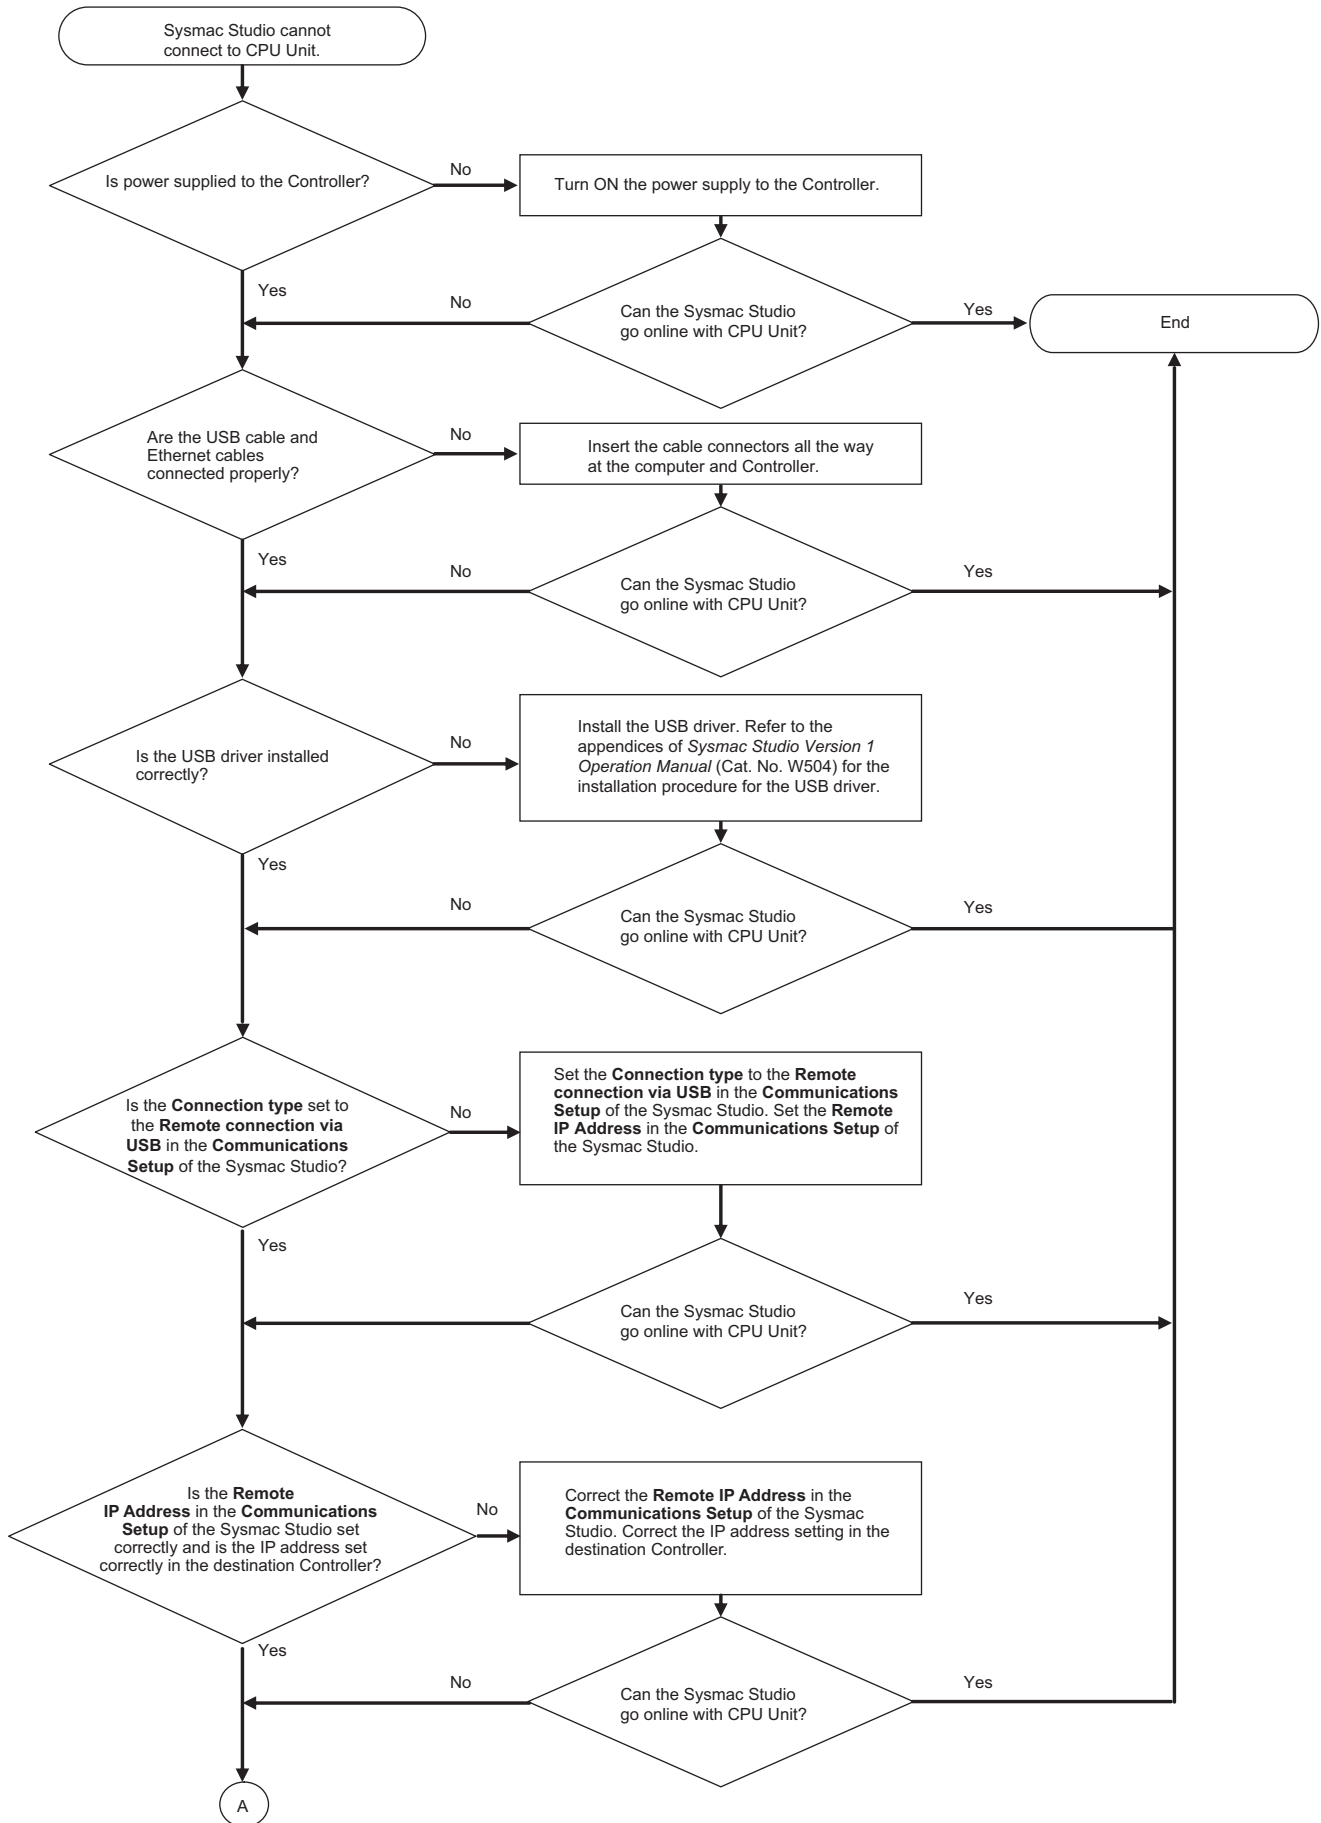 Sysmac Studio cannot
connect to CPU Unit.
Is power supplied to the Controller?
No
Turn ON the power supply to the Controller.
Yes
No
Can the Sysmac Studio
go online with CPU Unit?
Yes
End
Are the USB cable and
Ethernet cables
connected properly?
No
Insert the cable connectors all the way
at the computer and Controller.
Yes
No
Can the Sysmac Studio
go online with CPU Unit?
Yes
Is the USB driver installed
correctly?
No
Install the USB driver. Refer to the
appendices of Sysmac Studio Version 1
Operation Manual (Cat. No. W504) for the
installation procedure for the USB driver.
Yes
No
Can the Sysmac Studio
go online with CPU Unit?
Yes
Is the Connection type set to
the Remote connection via
USB in the Communications
Setup of the Sysmac Studio?
No
Set the Connection type to the Remote
connection via USB in the Communications
Setup of the Sysmac Studio. Set the Remote
IP Address in the Communications Setup of
the Sysmac Studio.
Yes
Can the Sysmac Studio
go online with CPU Unit?
Yes
Is the Remote
IP Address in the Communications
Setup of the Sysmac Studio set
correctly and is the IP address set
correctly in the destination Controller?
No
Correct the Remote IP Address in the
Communications Setup of the Sysmac
Studio. Correct the IP address setting in the
destination Controller.
Yes
No
Can the Sysmac Studio
go online with CPU Unit?
Yes
A